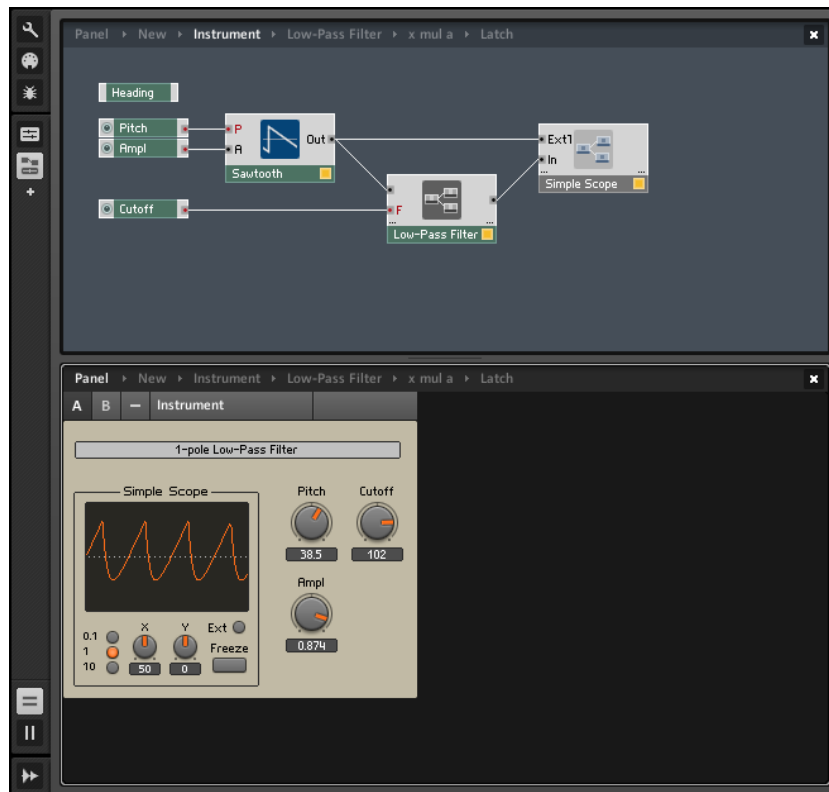 Panel ▸ New ▸ Instrument ▸ Low-Pass Filter ▸ x mul a ▸ Latch
Heading
Pitch
Ampl
P
A
Out
Sawtooth
Cutoff
F
...
...
Low-Pass Filter
Ext1
In
...
...
Simple Scope
Panel ▸ New ▸ Instrument ▸ Low-Pass Filter ▸ x mul a ▸ Latch
A B – Instrument
1-pole Low-Pass Filter
Simple Scope
Pitch Cutoff
38.5 102
Ampl
0.874
X Y Ext
0.1
1
10
Freeze
50 0